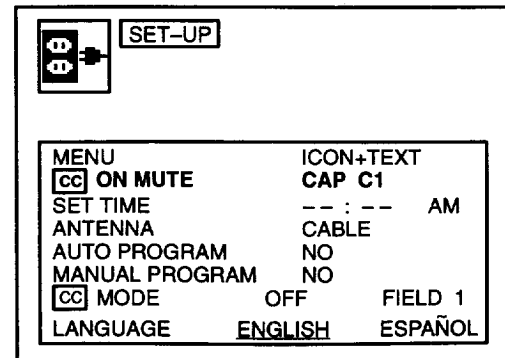 SET–UP
MENU ICON+TEXT
CC ON MUTE CAP C1
SET TIME – – : – – AM
ANTENNA CABLE
AUTO PROGRAM NO
MANUAL PROGRAM NO
CC MODE OFF FIELD 1
LANGUAGE ENGLISH ESPAÑOL